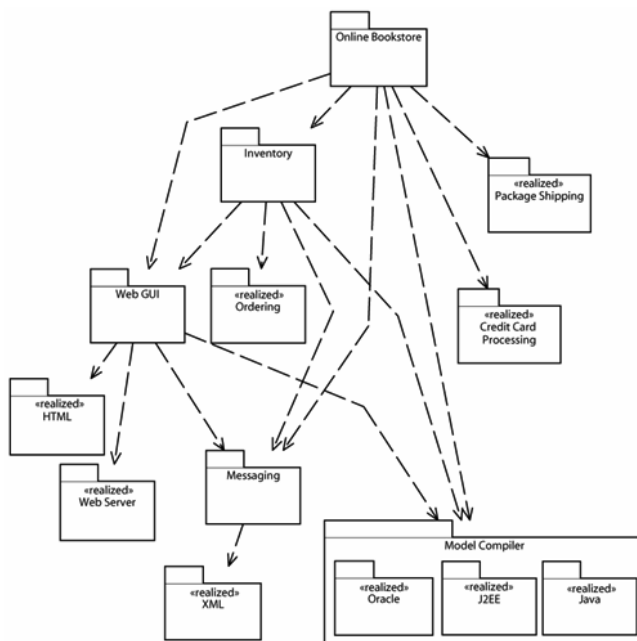 Online Bookstore
Inventory
«realized»
Package Shipping
Web GUI
«realized»
Ordering
«realized»
Credit Card
Processing
«realized»
HTML
«realized»
Web Server
Messaging
Model Compiler
«realized»
XML
«realized»
Oracle
«realized»
J2EE
«realized»
Java